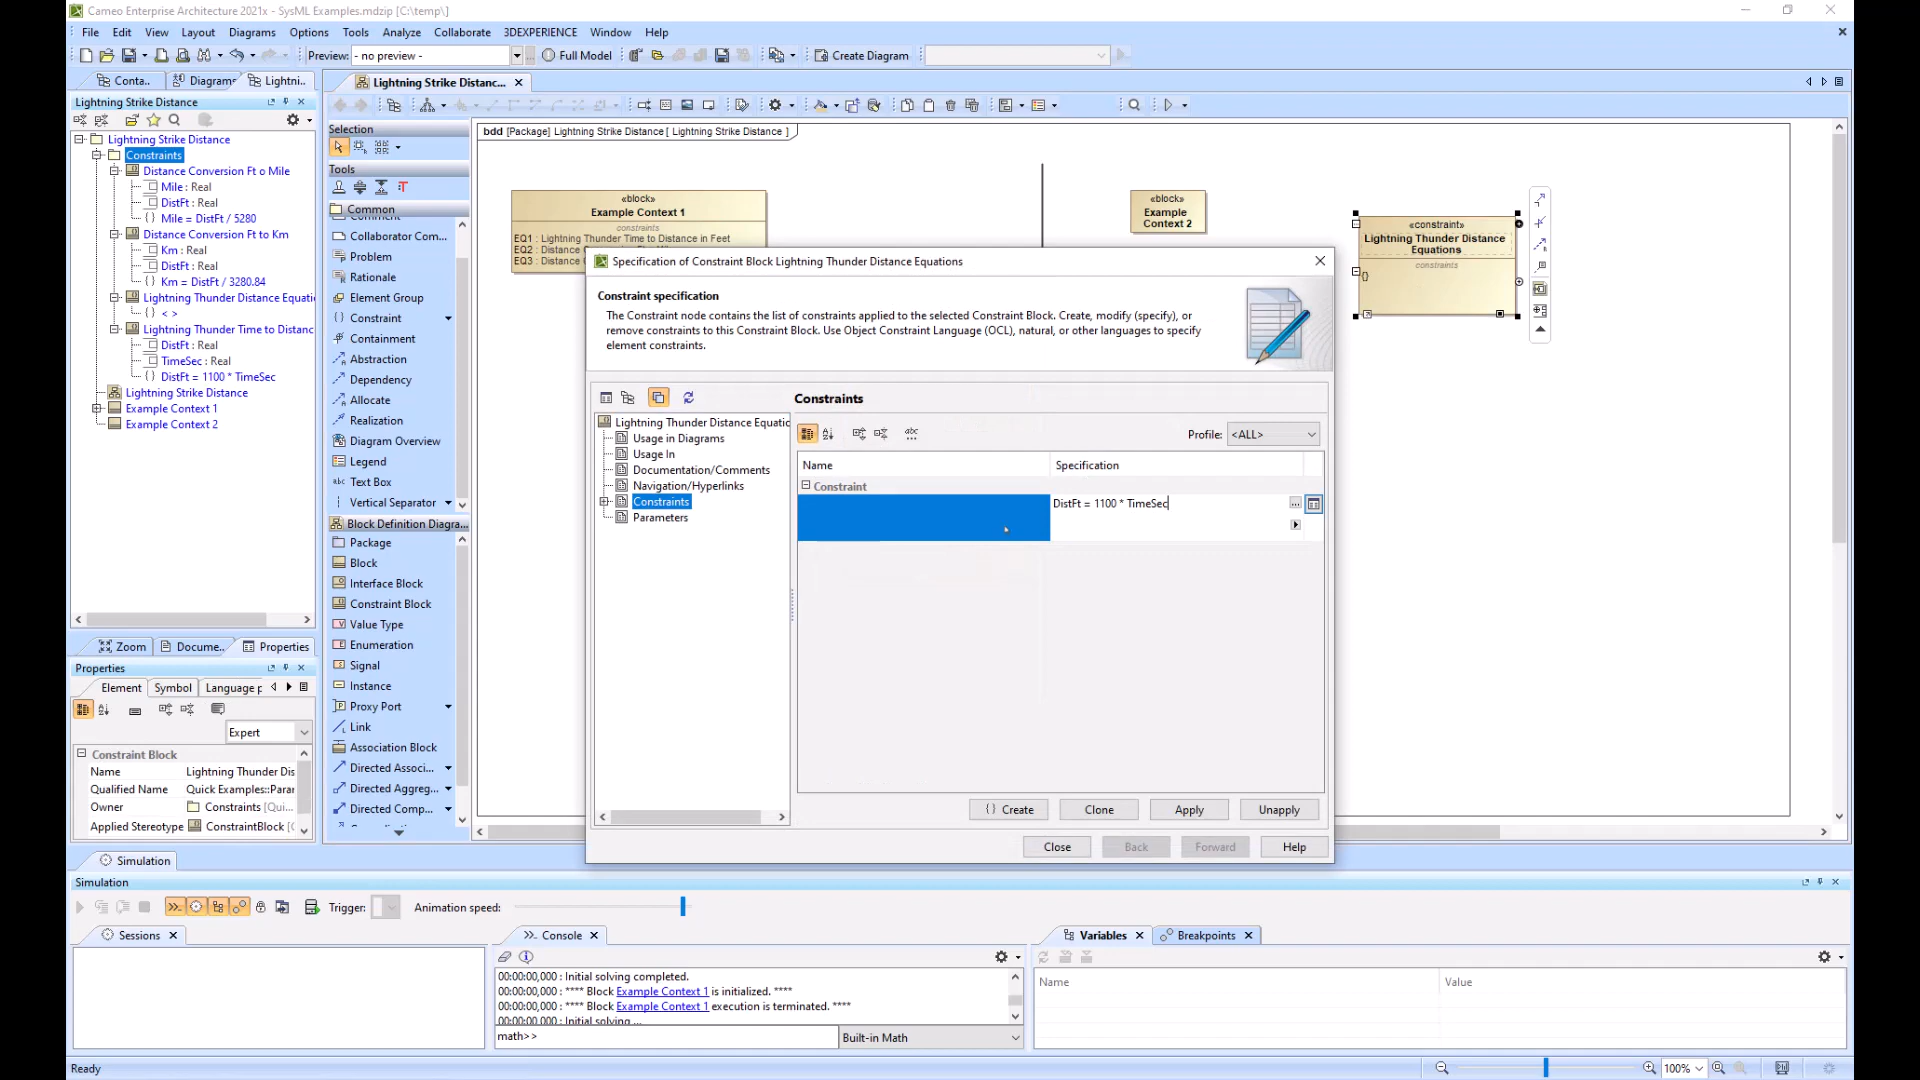 Cameo Enterprise Architecture 2021x - SysML Examples.mdzip [C:\temp\]
File Edit View Layout Diagrams Options Tools Analyze Collaborate 3DEXPERIENCE Window Help
Preview: - no preview - Full Model Create Diagram
Conta.. Diagrams Lightni..
Lightning Strike Distanc...
Lightning Strike Distance
Lightning Strike Distance
Constraints
Distance Conversion Ft o Mile
Mile : Real
DistFt : Real
Mile = DistFt / 5280
Distance Conversion Ft to Km
Km : Real
DistFt : Real
Km = DistFt / 3280.84
Lightning Thunder Distance Equati
< >
Lightning Thunder Time to Distanc
DistFt : Real
TimeSec : Real
DistFt = 1100 * TimeSec
Lightning Strike Distance
Example Context 1
Example Context 2
Zoom Docume.. Properties
Properties
Element Symbol Language p
Expert
Constraint Block
Name Lightning Thunder Dis
Qualified Name Quick Examples::Parar
Owner Constraints [Qui...
Applied Stereotype ConstraintBlock [C
Selection
Tools
Common
Comment
Collaborator Com...
Problem
Rationale
Element Group
Constraint
Containment
Abstraction
Dependency
Allocate
Realization
Diagram Overview
Legend
Text Box
Vertical Separator
Block Definition Diagra...
Package
Block
Interface Block
Constraint Block
Value Type
Enumeration
Signal
Instance
Proxy Port
Link
Association Block
Directed Associ...
Directed Aggreg...
Directed Comp...
bdd [Package] Lightning Strike Distance [ Lightning Strike Distance ]
«block»
Example Context 1
constraints
EQ1 : Lightning Thunder Time to Distance in Feet
EQ2 : Distance
EQ3 : Distance
«block»
Example
Context 2
«constraint»
Lightning Thunder Distance
Equations
constraints
{}
Specification of Constraint Block Lightning Thunder Distance Equations
Constraint specification
The Constraint node contains the list of constraints applied to the selected Constraint Block. Create, modify (specify), or
remove constraints to this Constraint Block. Use Object Constraint Language (OCL), natural, or other languages to specify
element constraints.
Lightning Thunder Distance Equatic
Usage in Diagrams
Usage In
Documentation/Comments
Navigation/Hyperlinks
Constraints
Parameters
Constraints
Profile: <ALL>
Name Specification
Constraint
DistFt = 1100 * TimeSec
{ } Create Clone Apply Unapply
Close Back Forward Help
Simulation
Simulation
Trigger: Animation speed:
Sessions
Console
00:00:00,000 : Initial solving completed.
00:00:00,000 : **** Block Example Context 1 is initialized. ****
00:00:00,000 : **** Block Example Context 1 execution is terminated. ****
00:00:00,000 : Initial solving ...
math>> Built-in Math
Variables Breakpoints
Name Value
Ready 100%